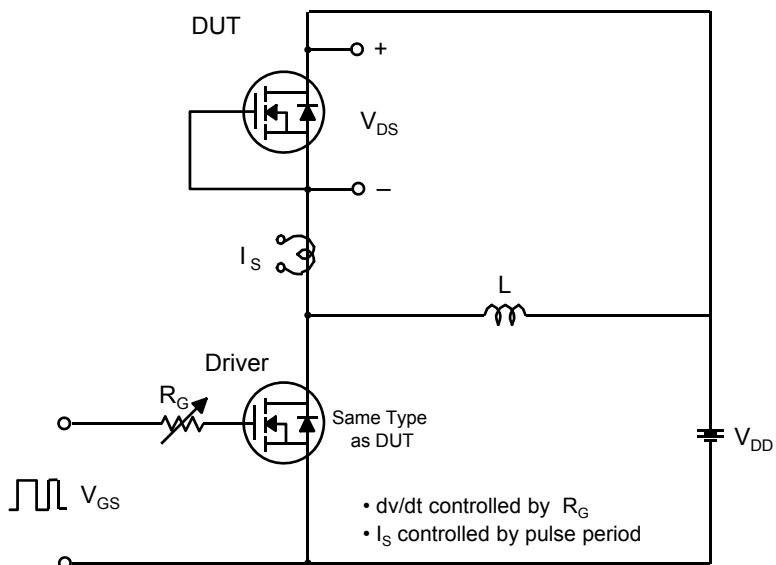 DUT
+
V_DS
–
I_S
L
Driver
R_G
Same Type
as DUT
V_DD
V_GS
• dv/dt controlled by R_G
• I_S controlled by pulse period